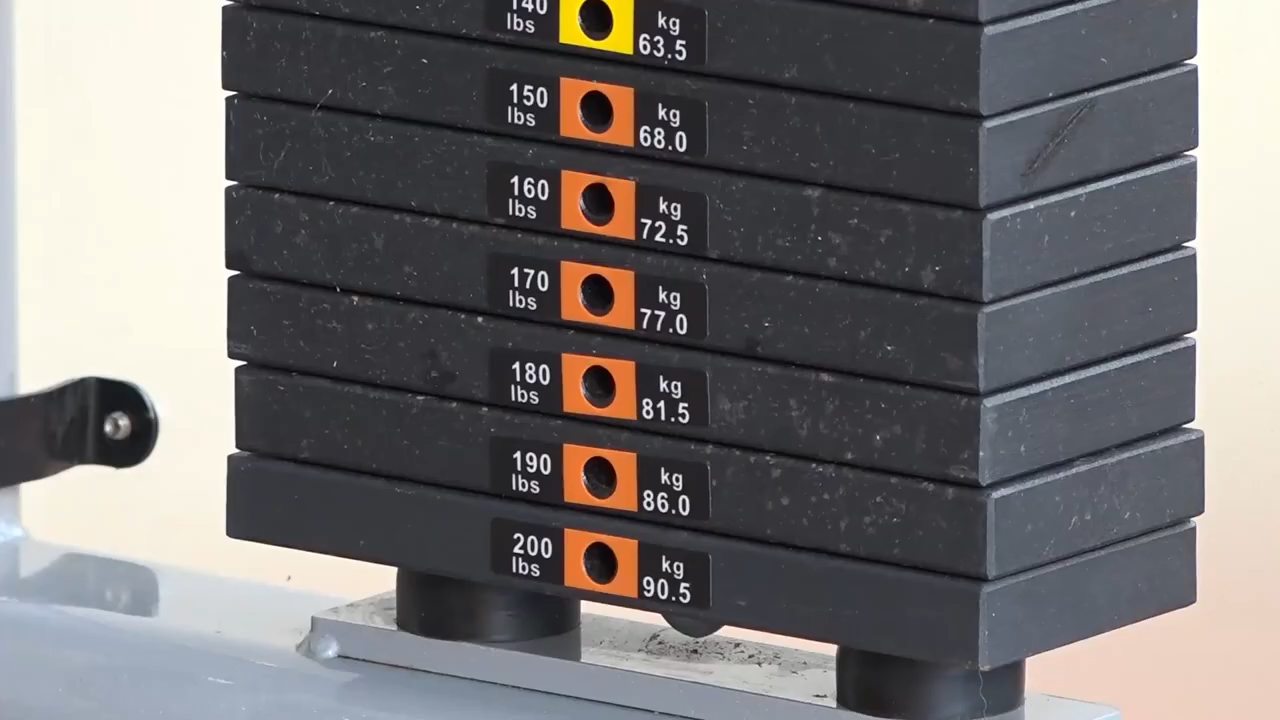 140
lbs
kg
63.5
150
lbs
kg
68.0
160
lbs
kg
72.5
170
lbs
kg
77.0
180
lbs
kg
81.5
190
lbs
kg
86.0
200
lbs
kg
90.5